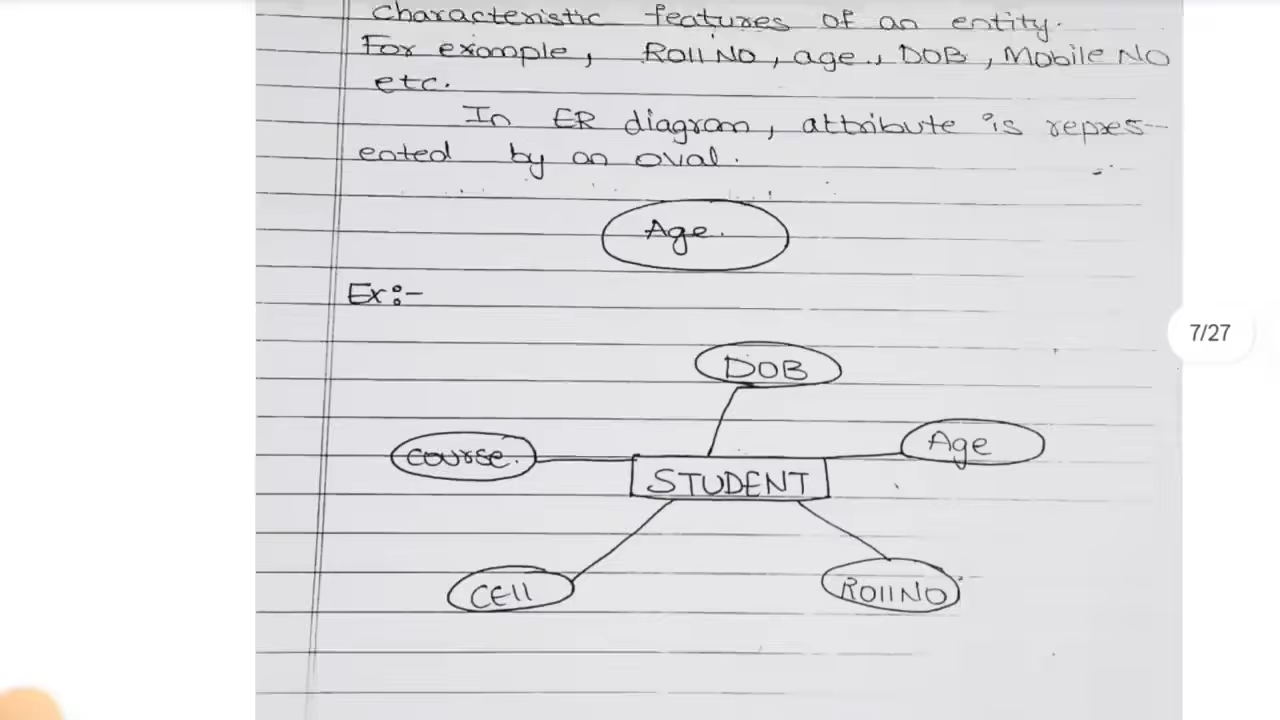 characteristic features of an entity.
For example, RollNo, age., DOB, Mobile No
etc.
In ER diagram, attribute is repres-
ented by an oval.
Age.
Ex:-
DOB
Course.
Age
STUDENT
Cell
RollNo
7/27